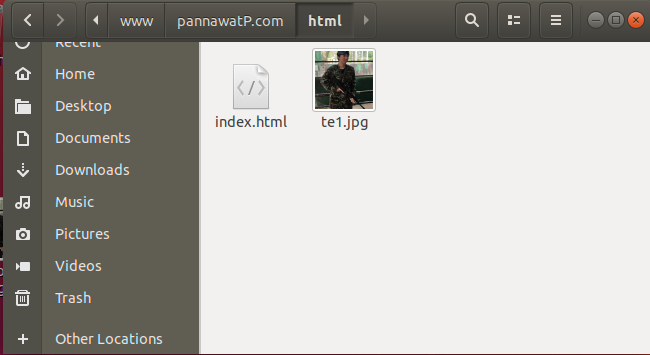 www pannawatP.com html
Recent
Home
Desktop
Documents
Downloads
Music
Pictures
Videos
Trash
Other Locations
index.html te1.jpg